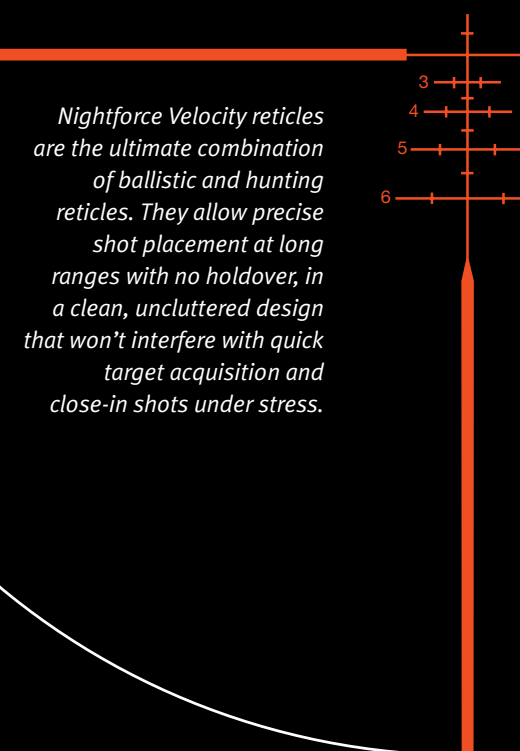 3
4
5
6
Nightforce Velocity reticles
are the ultimate combination
of ballistic and hunting
reticles. They allow precise
shot placement at long
ranges with no holdover, in
a clean, uncluttered design
that won’t interfere with quick
target acquisition and
close-in shots under stress.